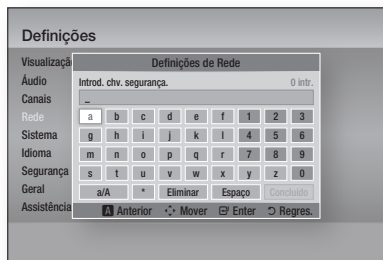 Definições
Visualização
Definições de Rede
Áudio
Introd. chv. segurança. 0 intr.
Canais
_
Rede
a b c d e f 1 2 3
Sistema
g h i j k l 4 5 6
Idioma
m n o p q r 7 8 9
Segurança
s t u v w x y z 0
Geral
a/A * Eliminar Espaço Concluído
Assistência
A Anterior Mover Enter Regres.